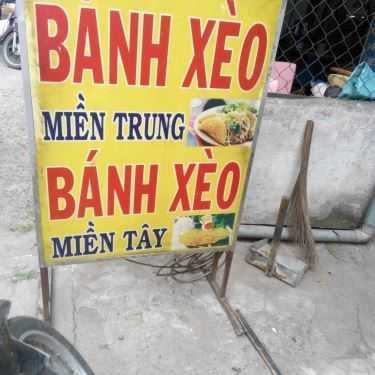 BÁNH XÈO
MIỀN TRUNG
BÁNH XÈO
MIỀN TÂY